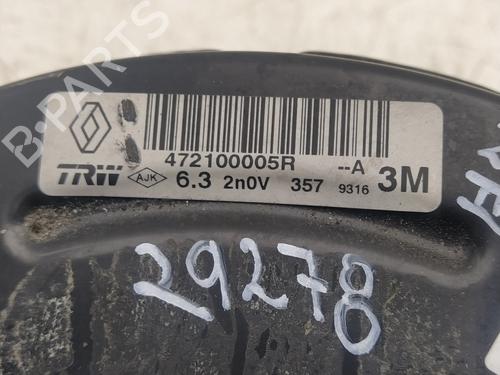 B-PARTS
472100005R --A
TRW AJK 6.3 2n0V 357 9316 3M
29278